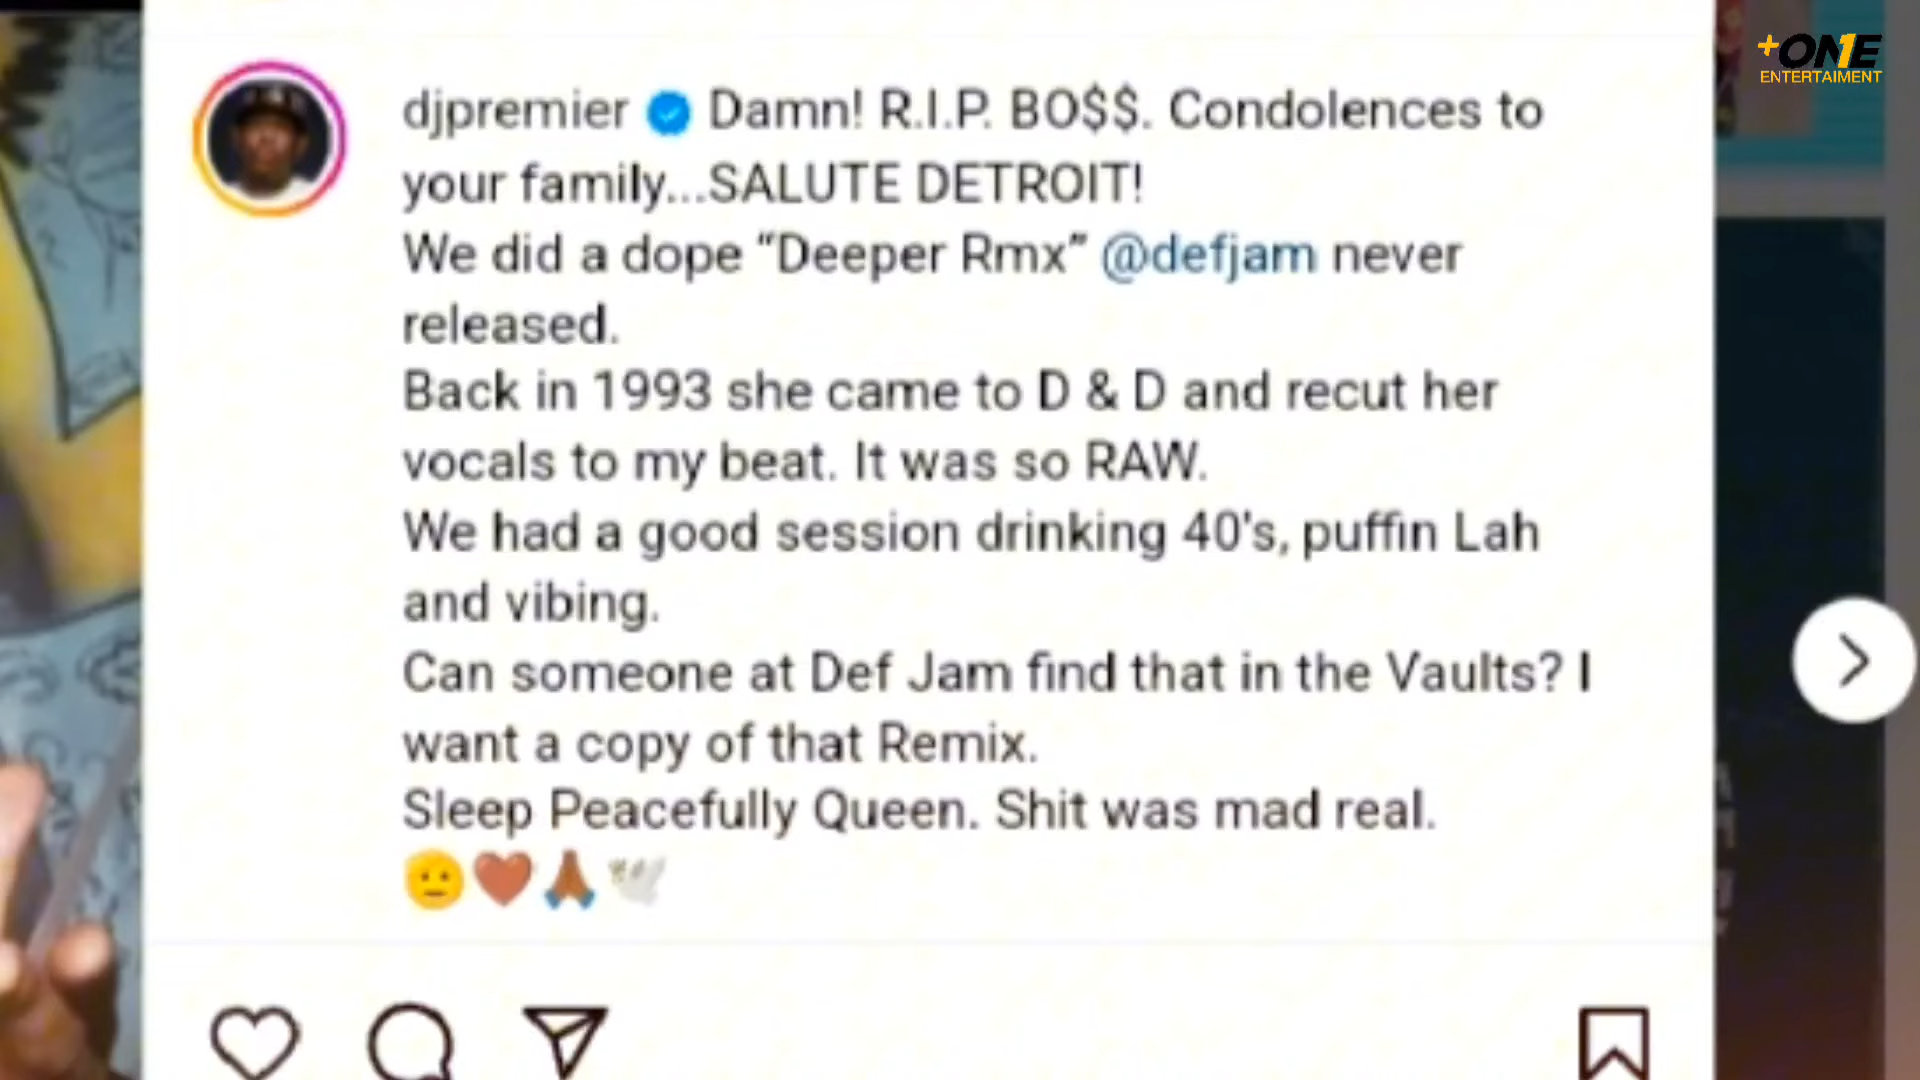 +ON1E
ENTERTAIMENT
djpremier Damn! R.I.P. BO$$. Condolences to
your family...SALUTE DETROIT!
We did a dope “Deeper Rmx” @defjam never
released.
Back in 1993 she came to D & D and recut her
vocals to my beat. It was so RAW.
We had a good session drinking 40's, puffin Lah
and vibing.
Can someone at Def Jam find that in the Vaults? I
want a copy of that Remix.
Sleep Peacefully Queen. Shit was mad real.
🫡❤️🙏🏾🕊️